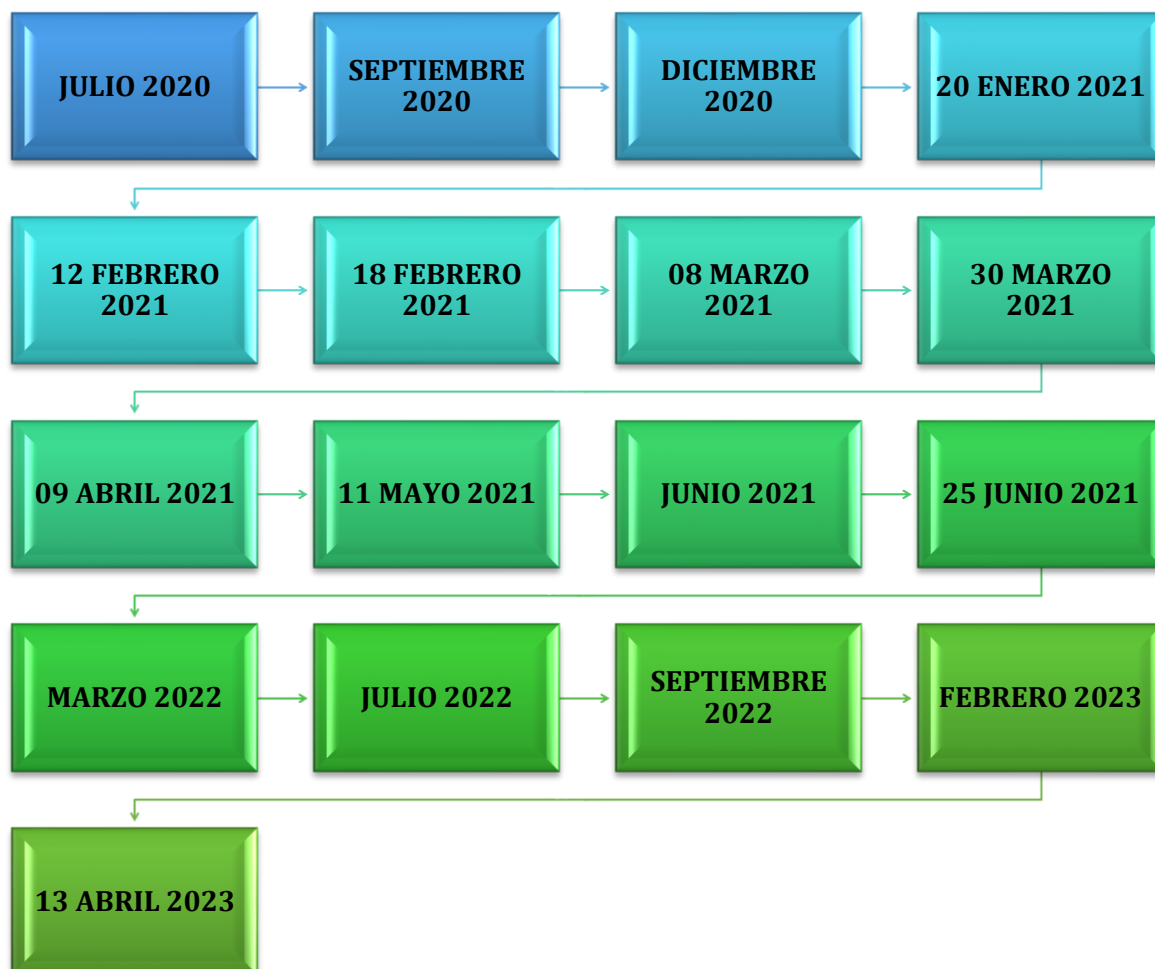 JULIO 2020
SEPTIEMBRE
2020
DICIEMBRE
2020
20 ENERO 2021
12 FEBRERO
2021
18 FEBRERO
2021
08 MARZO
2021
30 MARZO
2021
09 ABRIL 2021
11 MAYO 2021
JUNIO 2021
25 JUNIO 2021
MARZO 2022
JULIO 2022
SEPTIEMBRE
2022
FEBRERO 2023
13 ABRIL 2023